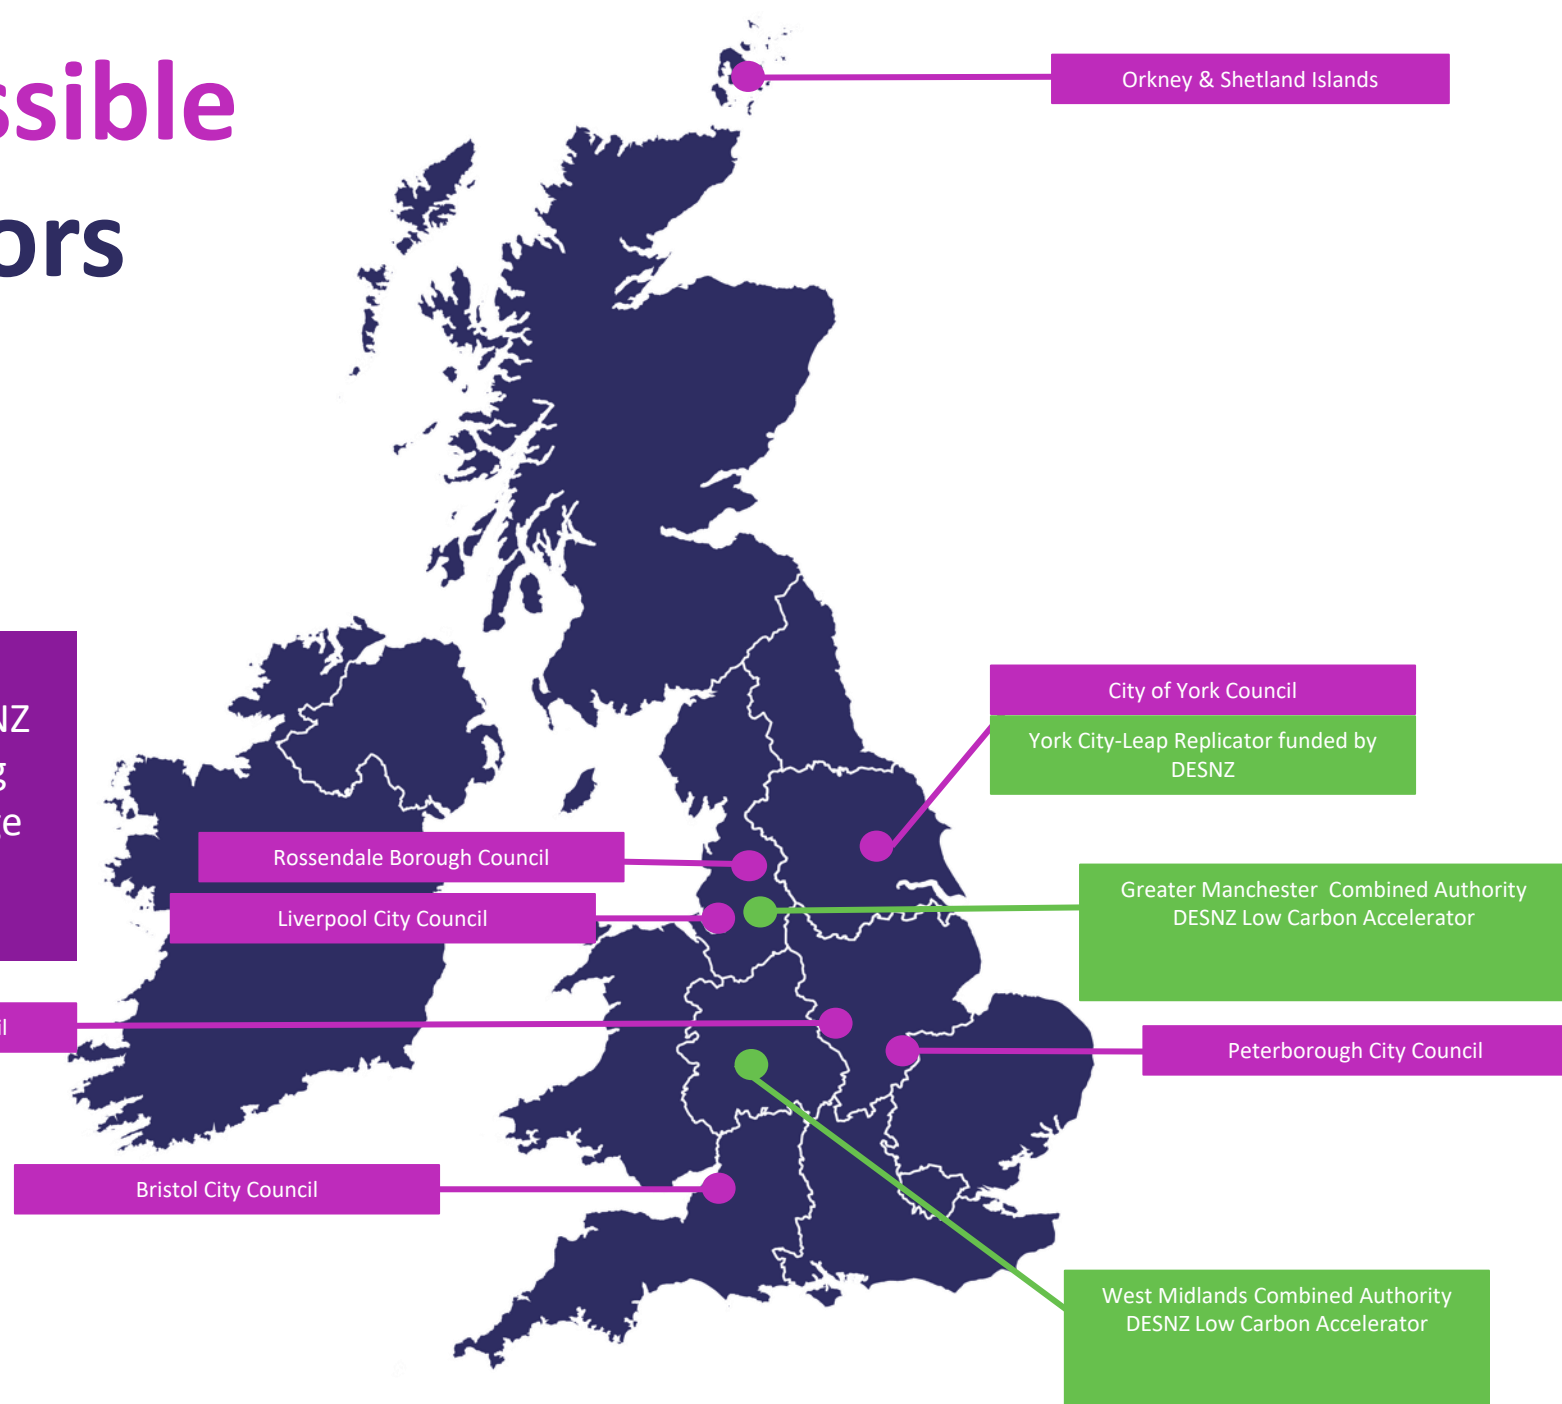 ssible
ors
Orkney & Shetland Islands
NZ
g
ge
City of York Council
York City-Leap Replicator funded by
DESNZ
Rossendale Borough Council
Liverpool City Council
Greater Manchester  Combined Authority
DESNZ Low Carbon Accelerator
il
Peterborough City Council
Bristol City Council
West Midlands Combined Authority
DESNZ Low Carbon Accelerator